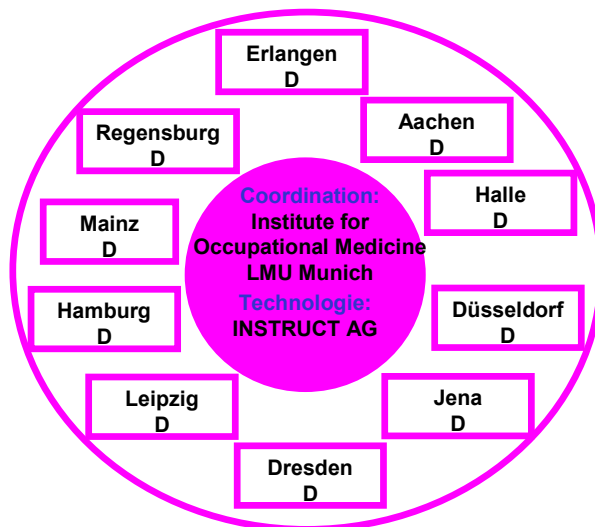 Erlangen
D
Aachen
D
Regensburg
D
Halle
D
Coordination:
Institute for
Occupational Medicine
LMU Munich
Technologie:
INSTRUCT AG
Mainz
D
Hamburg
D
Düsseldorf
D
Leipzig
D
Jena
D
Dresden
D